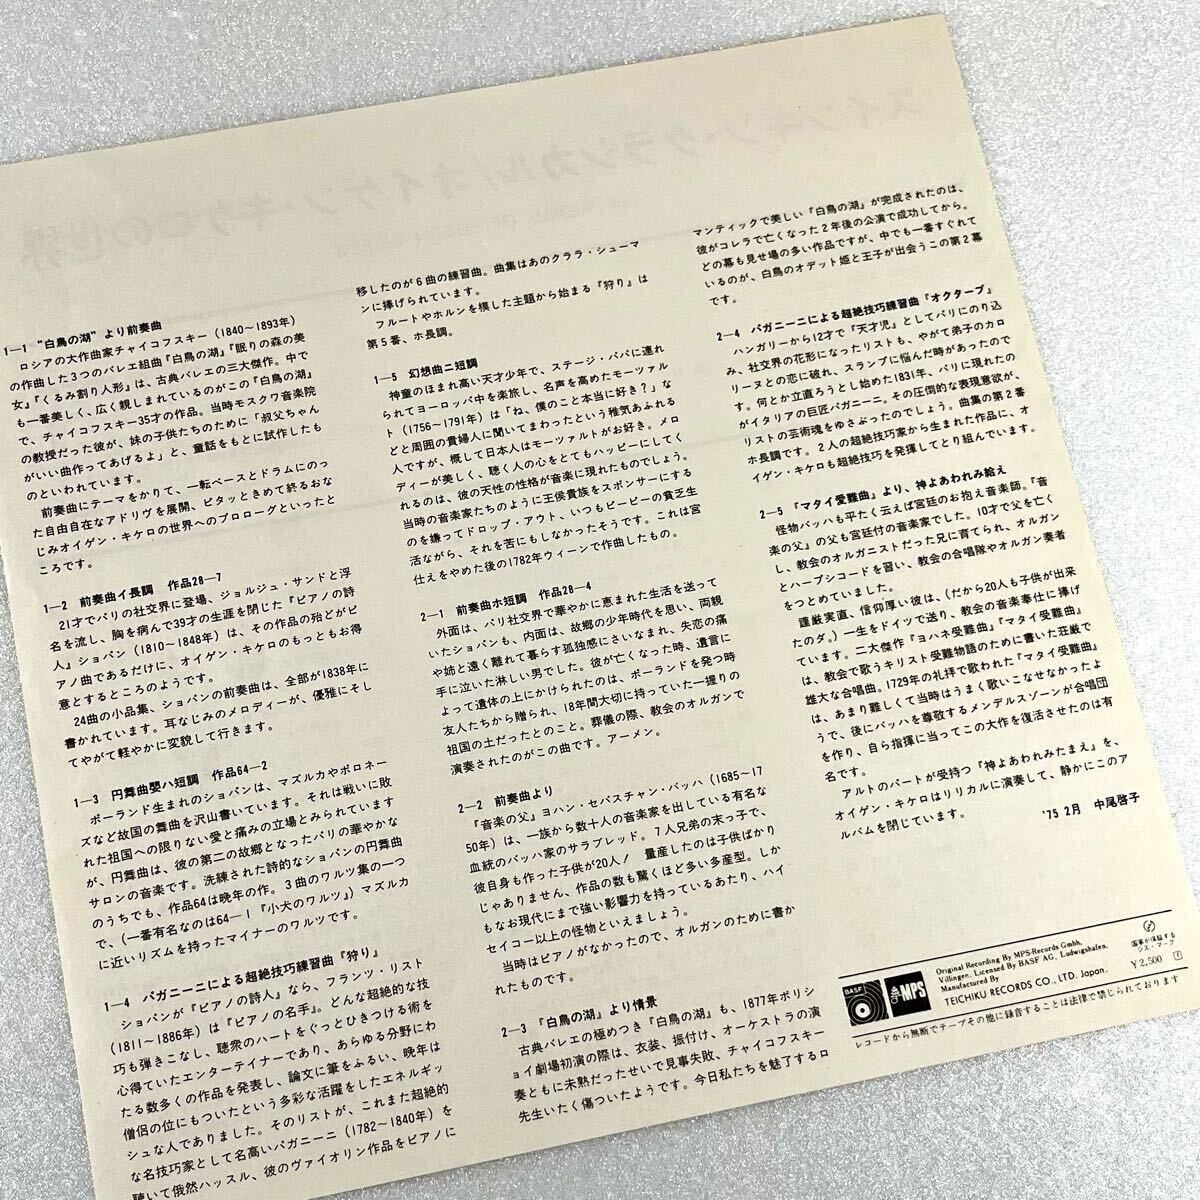 1—1 “白鳥の湖”より前奏曲
ロシアの大作曲家チャイコフスキー（1840〜1893年）
の作曲した3つのバレエ組曲『白鳥の湖』『眠りの森の美
女』『くるみ割り人形』は、古典バレエの三大傑作。中で
も一番美しく、広く親しまれているのがこの『白鳥の湖』
で、チャイコフスキー35才の作品。当時モスクワ音楽院
の教授だった彼が、妹の子供たちのために「叔父ちゃん
がいい曲作ってあげるよ」と、童話をもとに試作したも
のといわれています。
前奏曲にテーマをかりて、一転ベースとドラムにのっ
た自由自在なアドリヴを展開、ピタッときめて終るおな
じみオイゲン・キケロの世界へのプロローグといったと
ころです。
1—2 前奏曲イ長調 作品28—7
21才でパリの社交界に登場、ジョルジュ・サンドと浮
名を流し、胸を病んで39才の生涯を閉じた『ピアノの詩
人』ショパン（1810〜1848年）は、その作品の殆どがピ
アノ曲であるだけに、オイゲン・キケロのもっともお得
意とするところのようです。
24曲の小品集、ショパンの前奏曲は、全部が1838年に
書かれています。耳なじみのメロディーが、優雅にそし
てやがて軽やかに変貌して行きます。
1—3 円舞曲嬰ハ短調 作品64—2
ポーランド生まれのショパンは、マズルカやポロネー
ズなど故国の舞曲を沢山書いています。それは戦いに敗
れた祖国への限りない愛と痛みの立場とみられています
が、円舞曲は、彼の第二の故郷となったパリの華やかな
サロンの音楽です。洗練された詩的なショパンの円舞曲
のうちでも、作品64は晩年の作。3曲のワルツ集の一つ
で、（一番有名なのは64—1『小犬のワルツ』）マズルカ
に近いリズムを持ったマイナーのワルツです。
1—4 パガニーニによる超絶技巧練習曲『狩り』
ショパンが『ピアノの詩人』なら、フランツ・リスト
（1811〜1886年）は『ピアノの名手』。どんな超絶的な技
巧も弾きこなし、聴衆のハートをぐっとひきつける術を
心得ていたエンターテイナーであり、あらゆる分野にわ
たる数多くの作品を発表し、論文に筆をふるい、晩年は
僧侶の位にもついたという多彩な活躍をしたエネルギッ
シュな人でありました。そのリストが、これまた超絶的
な名技巧家として名高いパガニーニ（1782〜1840年）を
聴いて俄然ハッスル、彼のヴァイオリン作品をピアノに
移したのが6曲の練習曲。曲集はあのクララ・シューマ
ンに捧げられています。
フルートやホルンを模した主題から始まる『狩り』は
第5番、ホ長調。
1—5 幻想曲ニ短調
神童のほまれ高い天才少年で、ステージ・パパに連れ
られてヨーロッパ中を楽旅し、名声を高めたモーツァル
ト（1756〜1791年）は「ね、僕のこと本当に好き？」な
どと周囲の貴婦人に聞いてまわったという稚気あふれる
人ですが、概して日本人はモーツァルトがお好き。メロ
ディーが美しく、聴く人の心をとてもハッピーにしてく
れるのは、彼の天性の性格が音楽に現れたものでしょう。
当時の音楽家たちのように王侯貴族をスポンサーにする
のを嫌ってドロップ・アウト、いつもピーピーの貧乏生
活ながら、それを苦にもしなかったそうです。これは宮
仕えをやめた後の1782年ウィーンで作曲したもの。
2—1 前奏曲ホ短調 作品28—4
外面は、パリ社交界で華やかに恵まれた生活を送って
いたショパンも、内面は、故郷の少年時代を思い、両親
や姉と遠く離れて暮らす孤独感にさいなまれ、失恋の痛
手に泣いた淋しい男でした。彼が亡くなった時、遺言に
よって遺体の上にかけられたのは、ポーランドを発つ時
友人たちから贈られ、18年間大切に持っていた一握りの
祖国の土だったとのこと。葬儀の際、教会のオルガンで
演奏されたのがこの曲です。アーメン。
2—2 前奏曲より
『音楽の父』ヨハン・セバスチャン・バッハ（1685〜17
50年）は、一族から数十人の音楽家を出している有名な
血統のバッハ家のサラブレッド。7人兄弟の末っ子で、
彼自身も作った子供が20人！ 量産したのは子供ばかり
じゃありません、作品の数も驚くほど多い多産型。しか
もなお現代にまで強い影響力を持っているあたり、ハイ
セイコー以上の怪物といえましょう。
当時はピアノがなかったので、オルガンのために書か
れたものです。
2—3 『白鳥の湖』より情景
古典バレエの極めつき『白鳥の湖』も、1877年ボリシ
ョイ劇場初演の際は、衣装、振付け、オーケストラの演
奏ともに未熟だったせいで見事失敗、チャイコフスキー
先生いたく傷ついたようです。今日私たちを魅了するロ
マンティックで美しい『白鳥の湖』が完成されたのは、
彼がコレラで亡くなった2年後の公演で成功してから。
どの幕も見せ場の多い作品ですが、中でも一番すぐれて
いるのが、白鳥のオデット姫と王子が出会うこの第2幕
です。
2—4 パガニーニによる超絶技巧練習曲『オクターブ』
ハンガリーから12才で『天才児』としてパリにのり込
み、社交界の花形になったリストも、やがて弟子のカロ
リーヌとの恋に破れ、スランプに悩んだ時があったので
す。何とか立直ろうとし始めた1831年、パリに現れたの
がイタリアの巨匠パガニーニ。その圧倒的な表現意欲が、
リストの芸術魂をゆさぶったのでしょう。曲集の第2番
ホ長調です。2人の超絶技巧家から生まれた作品に、オ
イゲン・キケロも超絶技巧を発揮してとり組んでいます。
2—5 『マタイ受難曲』より、神よあわれみ給え
怪物バッハも平たく云えば宮廷のお抱え音楽師。『音
楽の父』の父も宮廷付の音楽家でした。10才で父を亡く
し、教会のオルガニストだった兄に育てられ、オルガン
とハープシコードを習い、教会の合唱隊やオルガン奏者
をつとめていました。
謹厳実直、信仰厚い彼は、（だから20人も子供が出来
たのダ。）一生をドイツで送り、教会の音楽奉仕に捧げ
ています。二大傑作『ヨハネ受難曲』『マタイ受難曲』
は、教会で歌うキリスト受難物語のために書いた荘厳で
雄大な合唱曲。1729年の礼拝で歌われた『マタイ受難曲』
は、あまり難しくて当時はうまく歌いこなせなかったよ
うで、後にバッハを尊敬するメンデルスゾーンが合唱団
を作り、自ら指揮に当ってこの大作を復活させたのは有
名です。
アルトのパートが受持つ『神よあわれみたまえ』を、
オイゲン・キケロはリリカルに演奏して、静かにこのア
ルバムを閉じています。
’75 2月 中尾啓子
BASF
MPS
Original Recording By MPS-Records Gmbh,
Villingen. Licensed By BASF AG, Ludwigshafen.
Manufactured By
TEICHIKU RECORDS CO., LTD. Japan.
¥2,500
レコードから無断でテープその他に録音することは法律で禁じられております